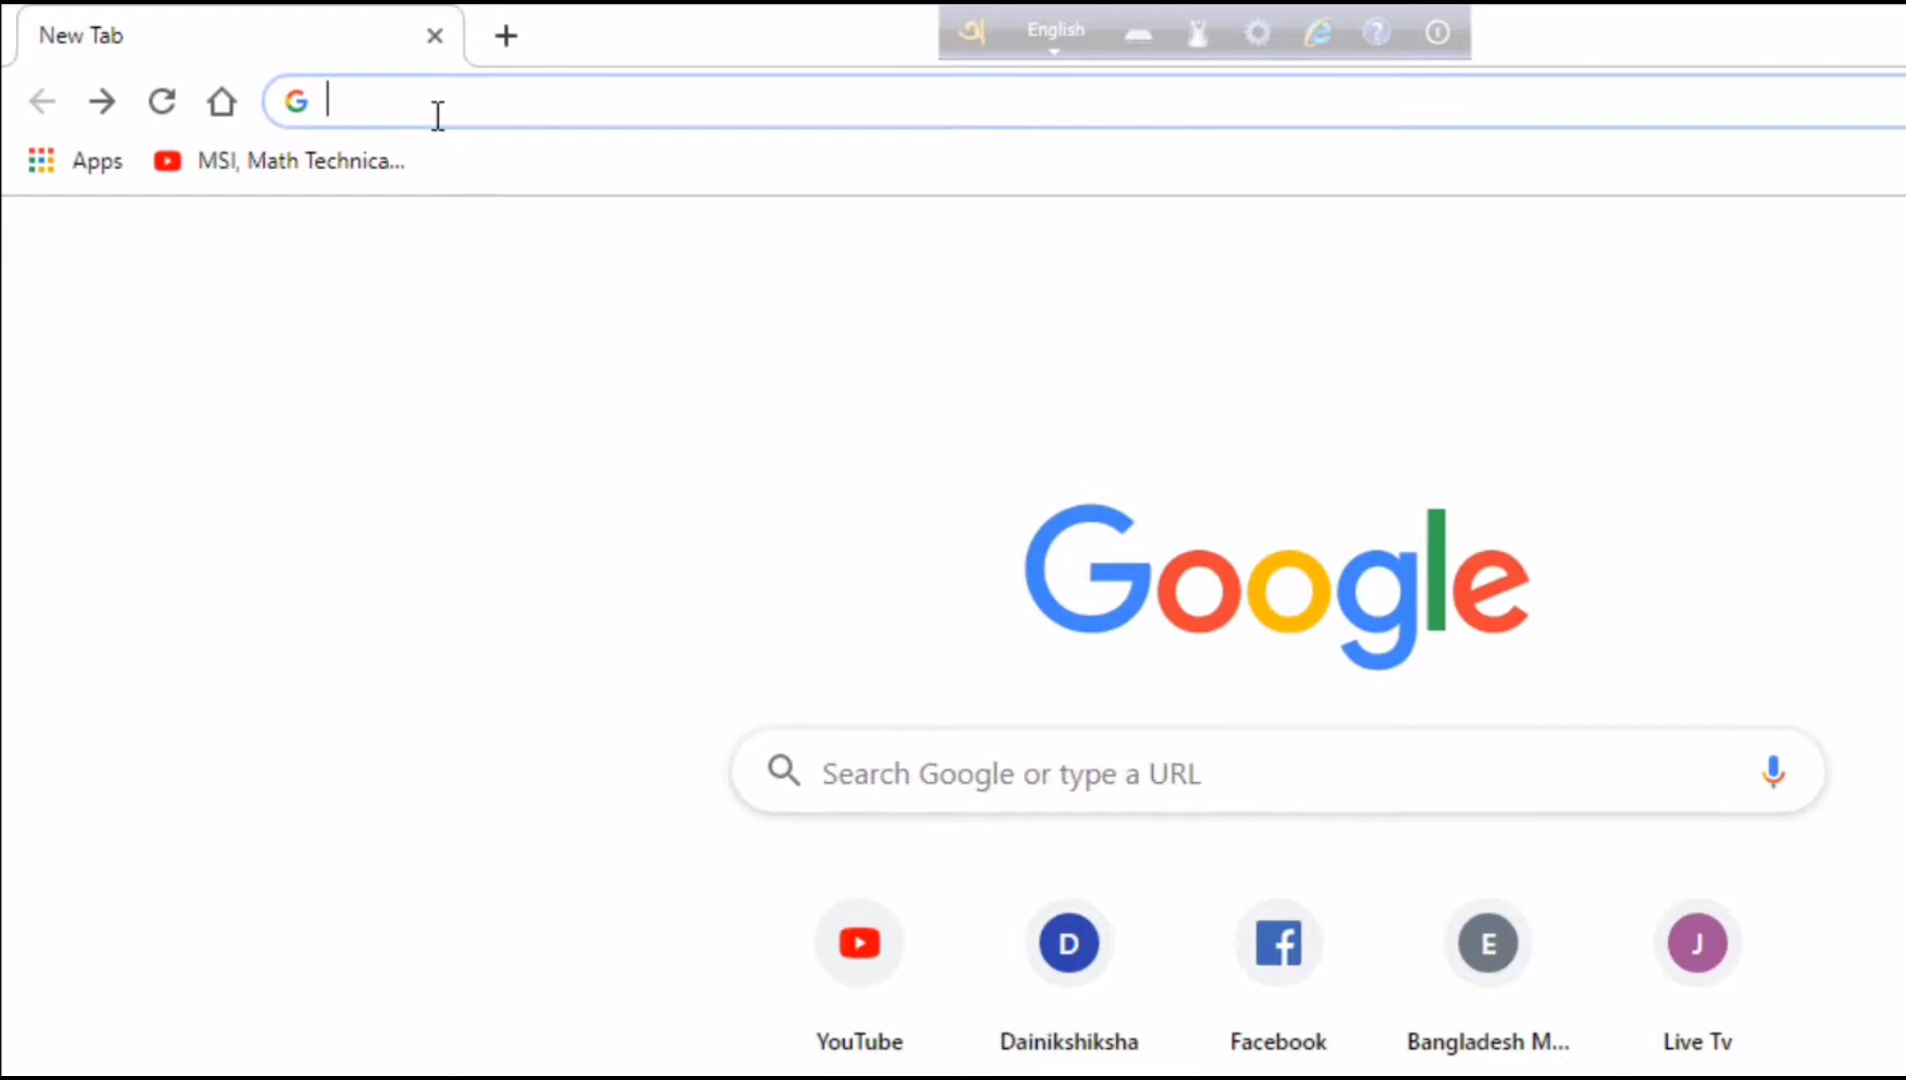 New Tab
অ English
Apps MSI, Math Technica...
Google
Search Google or type a URL
D E J
YouTube Dainikshiksha Facebook Bangladesh M... Live Tv